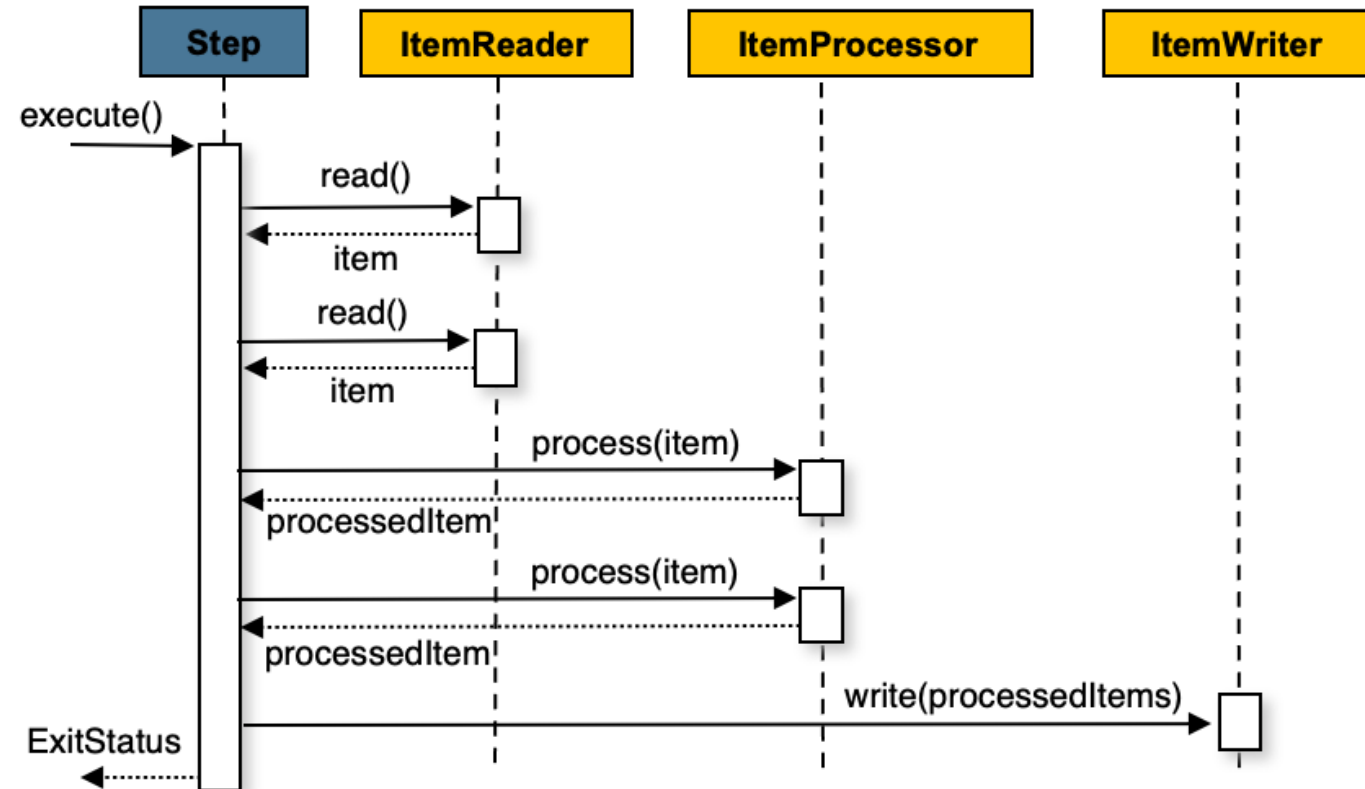 Step
ItemReader
ItemProcessor
ItemWriter
execute()
read()
item
read()
item
process(item)
processedItem
process(item)
processedItem
write(processedItems)
ExitStatus